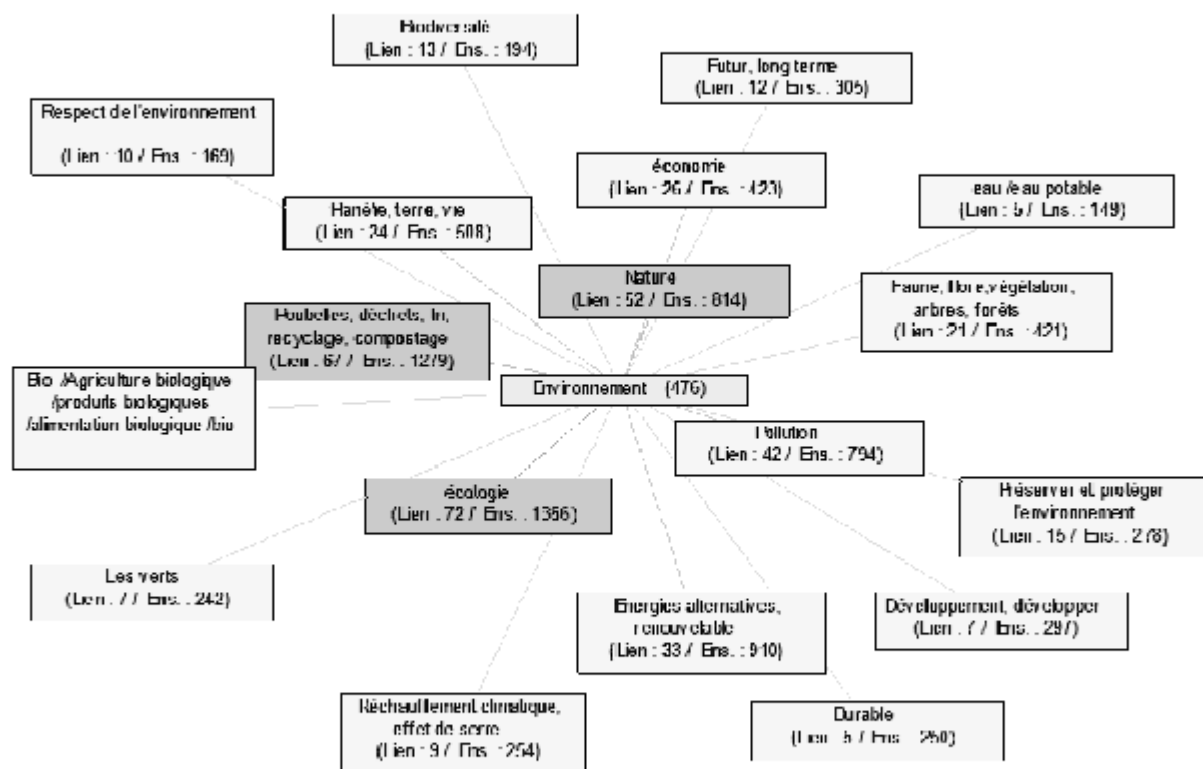 Biodiversité
(Lien : 13 / Ens. : 194)
Futur, long terme
(Lien : 12 / Ens. : 305)
Respect de l'environnement
(Lien : 10 / Ens. : 169)
économie
(Lien : 26 / Ens. : 423)
eau /eau potable
(Lien : 5 / Ens. : 149)
Planète, terre, vie
(Lien : 24 / Ens. : 508)
Nature
(Lien : 52 / Ens. : 814)
Faune, flore,végétation,
arbres, forêts
(Lien : 21 / Ens. : 421)
Poubelles, déchets, tri,
recyclage, compostage
(Lien : 67 / Ens. : 1279)
Bio /Agriculture biologique
/produits biologiques
/alimentation biologique /bio
Environnement (476)
Pollution
(Lien : 42 / Ens. : 794)
écologie
(Lien : 72 / Ens. : 1366)
Préserver et protéger
l'environnement
(Lien : 15 / Ens. : 278)
Les verts
(Lien : 7 / Ens. : 242)
Energies alternatives,
renouvelable
(Lien : 33 / Ens. : 910)
Développement, développer
(Lien : 7 / Ens. : 297)
Réchauffement climatique,
effet de serre
(Lien : 9 / Ens. : 254)
Durable
(Lien : 5 / Ens. : 260)